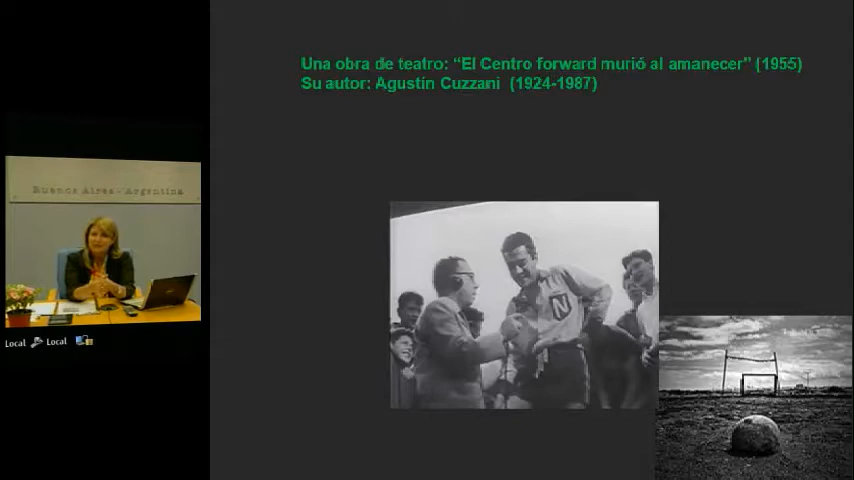 Una obra de teatro: “El Centro forward murió al amanecer” (1955)
Su autor: Agustín Cuzzani (1924-1987)
Buenos Aires - Argentina
N
Local Local